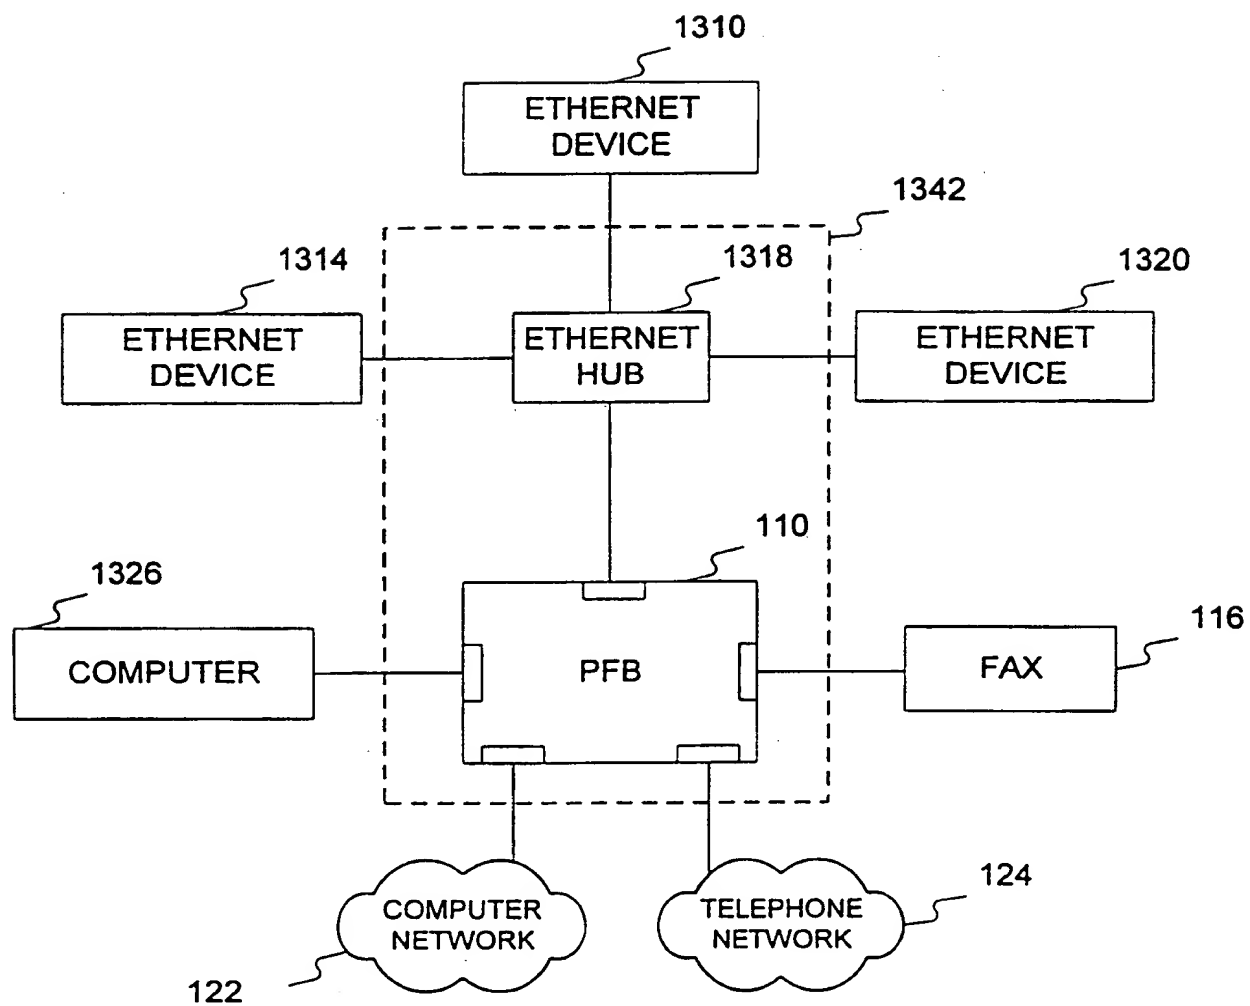 1310
ETHERNET
DEVICE
1342
1314
1318
1320
ETHERNET
DEVICE
ETHERNET
HUB
ETHERNET
DEVICE
110
1326
116
COMPUTER
PFB
FAX
COMPUTER
NETWORK
TELEPHONE
NETWORK
124
122